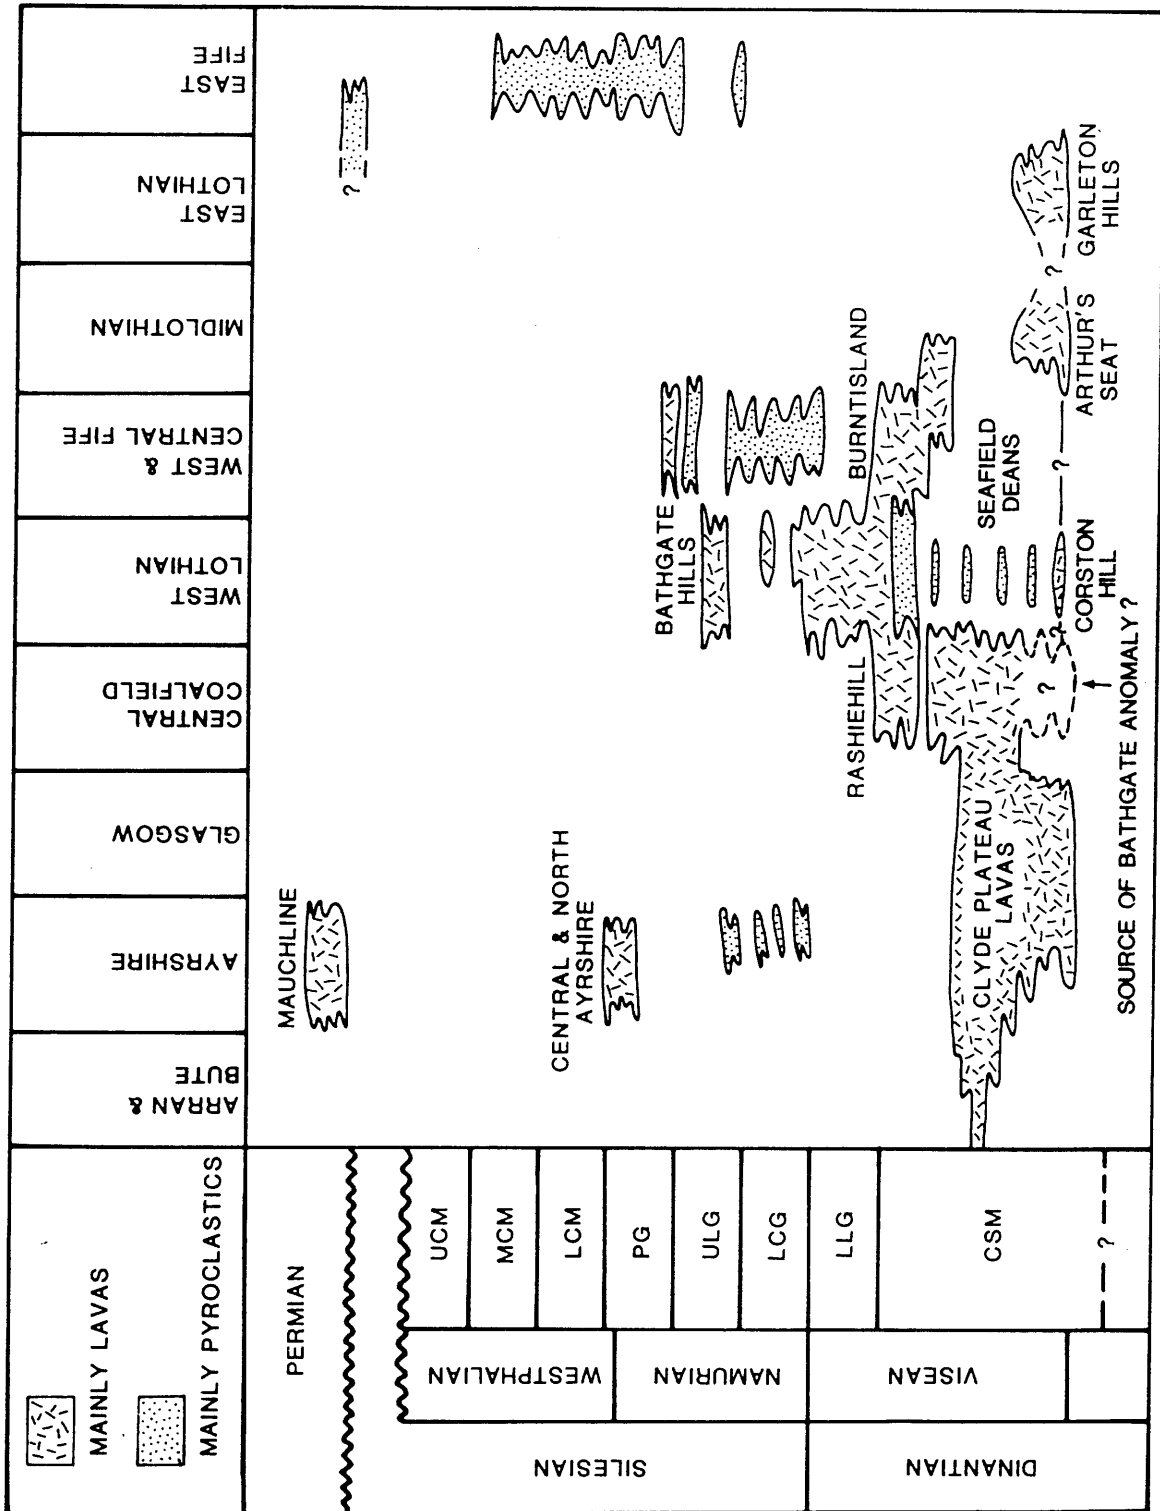 MAINLY LAVAS
MAINLY PYROCLASTICS
ARRAN &
BUTE
AYRSHIRE
GLASGOW
CENTRAL
COALFIELD
WEST
LOTHIAN
WEST &
CENTRAL FIFE
MIDLOTHIAN
EAST
LOTHIAN
EAST
FIFE
PERMIAN
SILESIAN
DINANTIAN
WESTPHALIAN
NAMURIAN
VISEAN
UCM
MCM
LCM
PG
ULG
LCG
LLG
CSM
?
MAUCHLINE
?
CENTRAL & NORTH
AYRSHIRE
BATHGATE
HILLS
RASHIEHILL
BURNTISLAND
CLYDE PLATEAU
LAVAS
?
?
SEAFIELD
DEANS
?
?
CORSTON
HILL
ARTHUR'S
SEAT
GARLETON
HILLS
SOURCE OF BATHGATE ANOMALY?